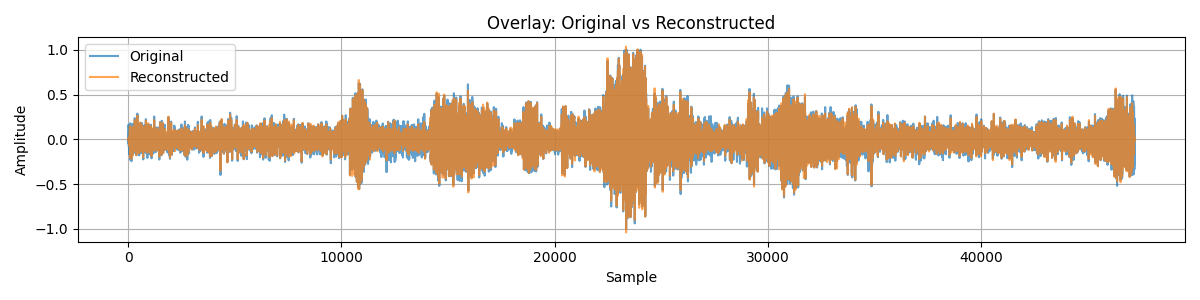 Overlay: Original vs Reconstructed
Original
Reconstructed
Amplitude
1.0
0.5
0.0
−0.5
−1.0
0 10000 20000 30000 40000
Sample